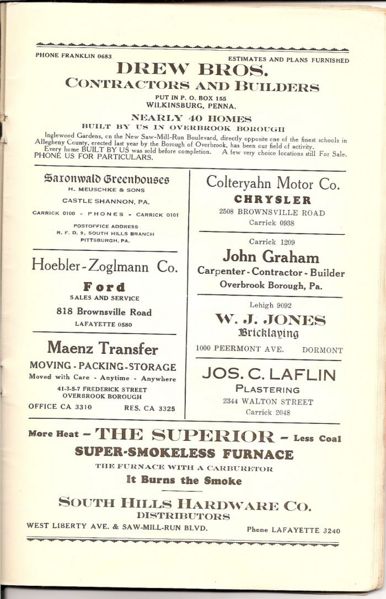 PHONE FRANKLIN 0683
ESTIMATES AND PLANS FURNISHED
DREW BROS.
CONTRACTORS AND BUILDERS
PUT IN P. O. BOX 155
WILKINSBURG, PENNA.
NEARLY 40 HOMES
BUILT BY US IN OVERBROOK BOROUGH
Inglewood Gardens, on the New Saw-Mill-Run Boulevard, directly opposite one of the finest schools in
Allegheny County, erected last year by the Borough of Overbrook, has been our field of activity.
Every home BUILT BY US was sold before completion. A few very choice locations still For Sale.
PHONE US FOR PARTICULARS.
Saxonwald Greenhouses
H. MEUSCHKE & SONS
CASTLE SHANNON, PA.
CARRICK 0100 - PHONES - CARRICK 0101
POSTOFFICE ADDRESS
R. F. D. 9, SOUTH HILLS BRANCH
PITTSBURGH, PA.
Colteryahn Motor Co.
CHRYSLER
2508 BROWNSVILLE ROAD
Carrick 0938
Hoebler-Zoglmann Co.
Ford
SALES AND SERVICE
818 Brownsville Road
LAFAYETTE 0580
Carrick 1209
John Graham
Carpenter-Contractor-Builder
Overbrook Borough, Pa.
Lehigh 9092
W. J. JONES
Bricklaying
1000 PEERMONT AVE. DORMONT
Maenz Transfer
MOVING-PACKING-STORAGE
Moved with Care - Anytime - Anywhere
41-3-5-7 FREDERICK STREET
OVERBROOK BOROUGH
OFFICE CA 3310 RES. CA 3325
JOS. C. LAFLIN
PLASTERING
2344 WALTON STREET
Carrick 2048
More Heat - THE SUPERIOR - Less Coal
SUPER-SMOKELESS FURNACE
THE FURNACE WITH A CARBURETOR
It Burns the Smoke
SOUTH HILLS HARDWARE CO.
DISTRIBUTORS
WEST LIBERTY AVE. & SAW-MILL-RUN BLVD. Phone LAFAYETTE 3240